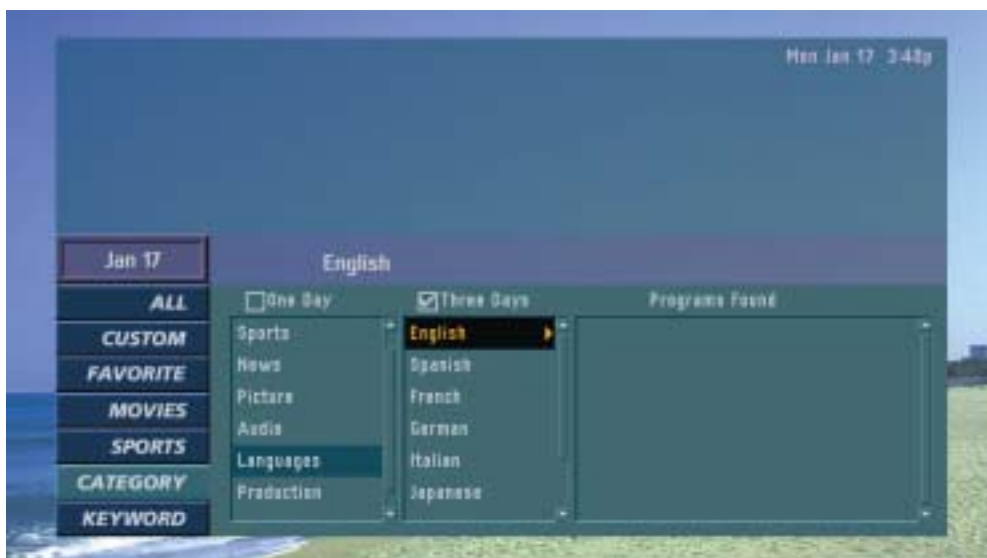 Mon Jan 17 3:48p
Jan 17
English
ALL
CUSTOM
FAVORITE
MOVIES
SPORTS
CATEGORY
KEYWORD
One Day
Sports
News
Picture
Audio
Languages
Production
Three Days
English
Spanish
French
German
Italian
Japanese
Programs Found